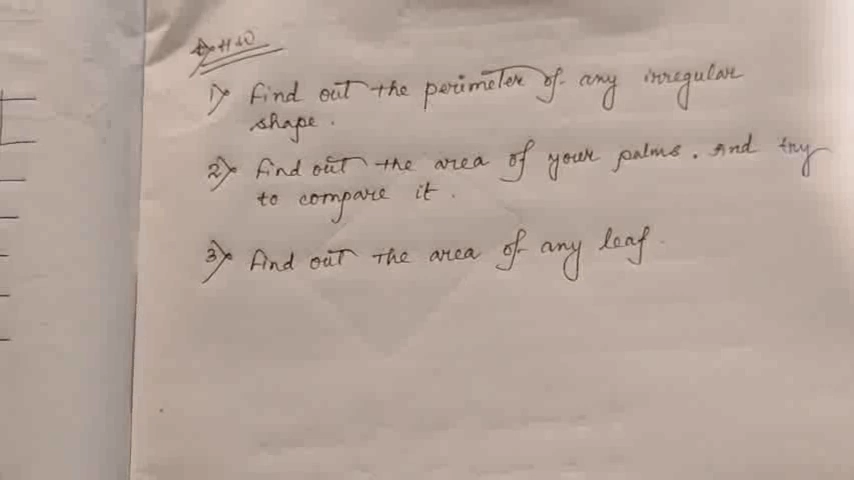 H.W
1) Find out the perimeter of any irregular
shape.
2) Find out the area of your palms. And try
to compare it.
3) Find out the area of any leaf.